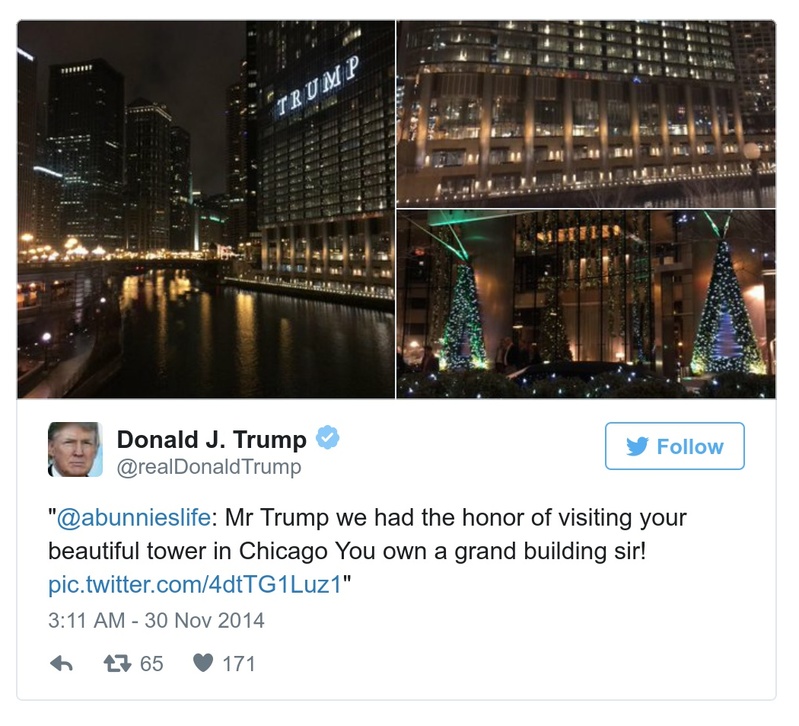 TRUMP
Donald J. Trump
@realDonaldTrump
Follow
"@abunnieslife: Mr Trump we had the honor of visiting your
beautiful tower in Chicago You own a grand building sir!
pic.twitter.com/4dtTG1Luz1"
3:11 AM - 30 Nov 2014
65 171